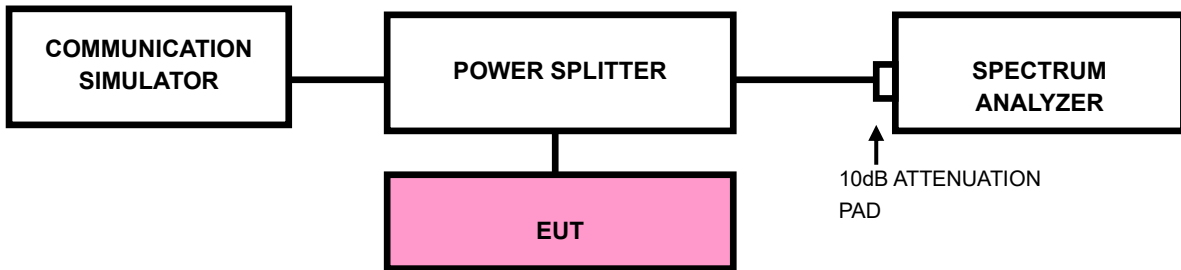 COMMUNICATION
SIMULATOR
POWER SPLITTER
SPECTRUM
ANALYZER
10dB ATTENUATION
PAD
EUT